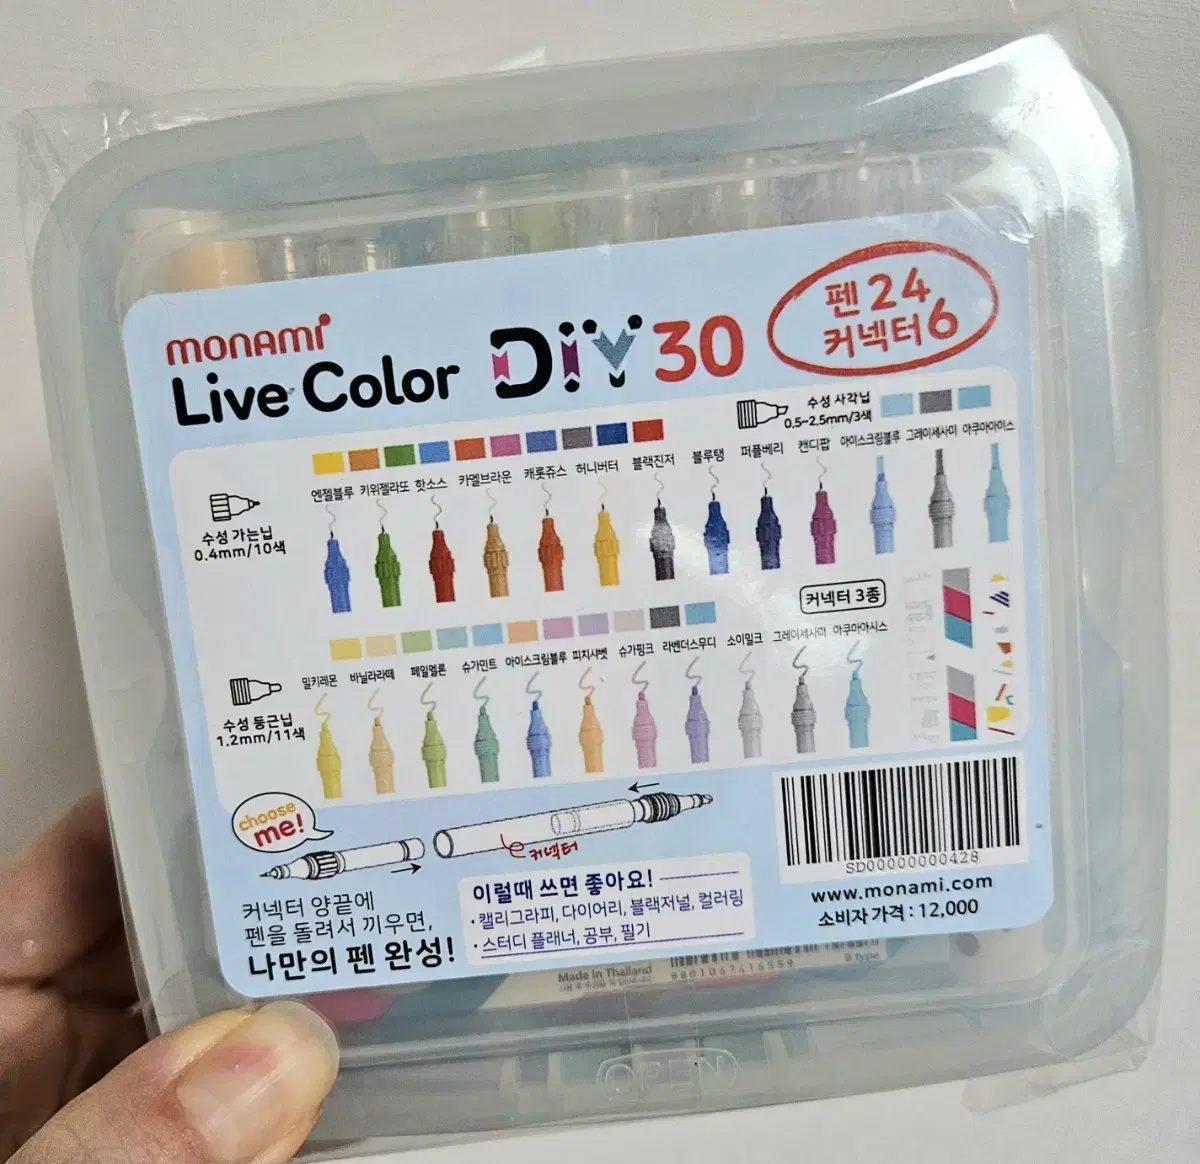 monami
Live Color DIY 30
펜 24
커넥터 6
수성 사각닙
0.5~2.5mm/3색
아이스크림블루 그레이세사미 아쿠아아이스
엔젤블루 키위젤라또 핫소스 카멜브라운 캐롯쥬스 허니버터 블랙진저 블루탱 퍼플베리 캔디팝
수성 가는닙
0.4mm/10색
커넥터 3종
밀키레몬 바닐라라떼 페일멜론 슈가민트 아이스크림블루 피치샤벳 슈가핑크 라벤더스무디 소이밀크 그레이세사미 아쿠아아시스
수성 둥근닙
1.2mm/11색
choose
me!
커넥터
커넥터 양끝에
펜을 돌려서 끼우면,
나만의 펜 완성!
이럴때 쓰면 좋아요!
·캘리그라피, 다이어리, 블랙저널, 컬러링
·스터디 플래너, 공부, 필기
SD00000000428
www.monami.com
소비자 가격 : 12,000
Made in Thailand
8801067416559
B type
OPEN